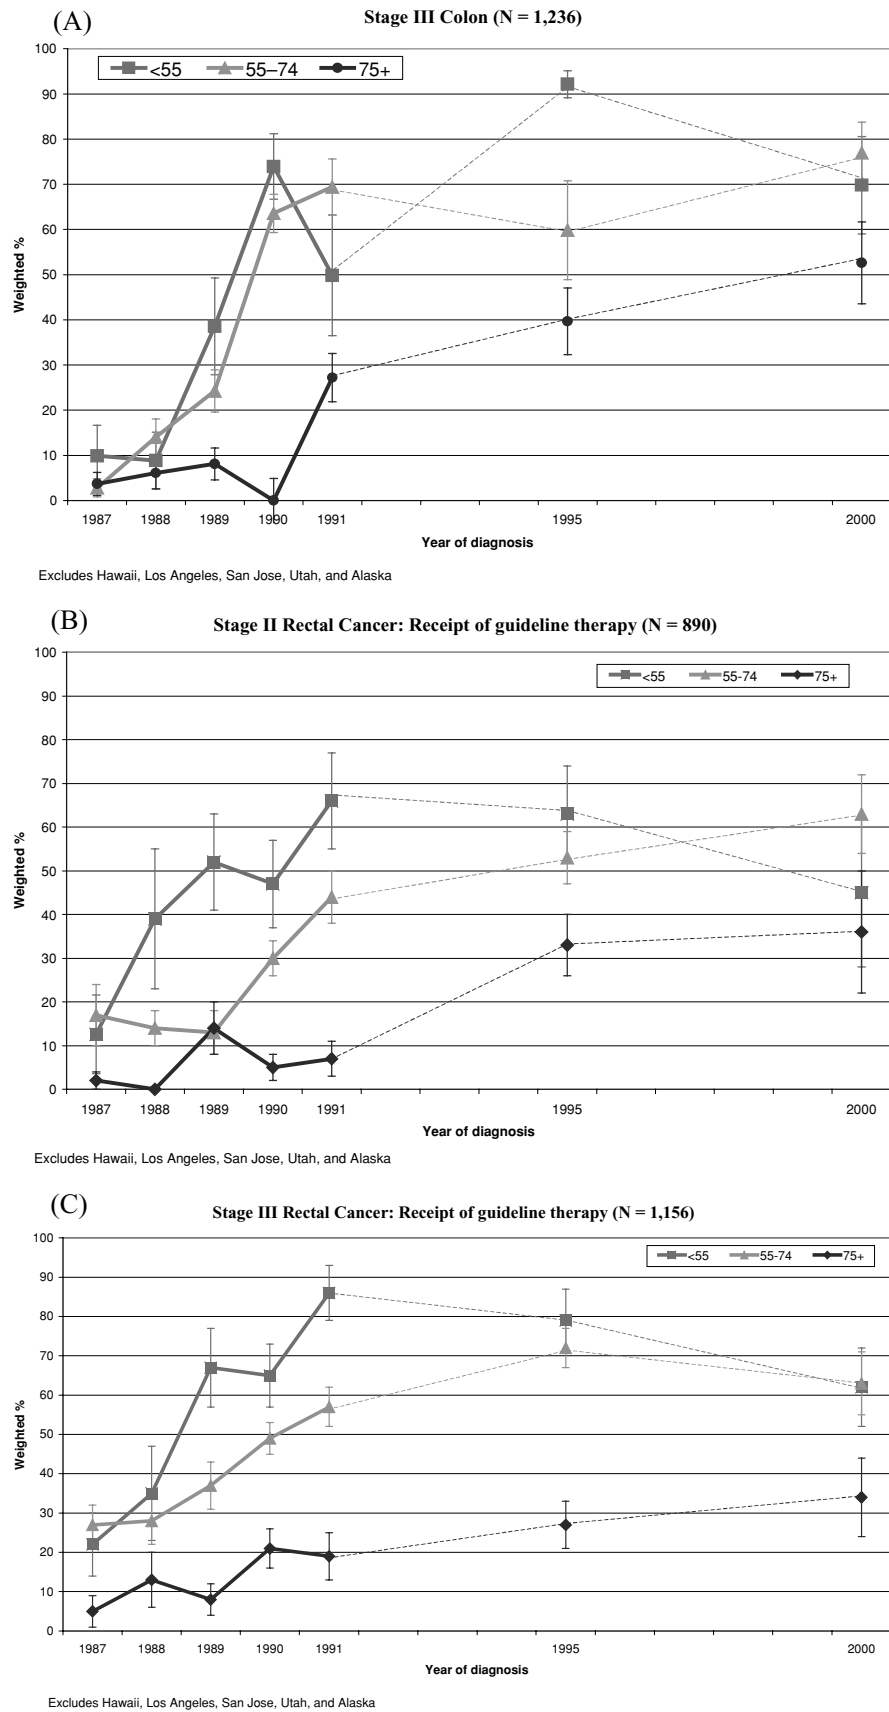 (A)
Stage III Colon (N = 1,236)
<55 55–74 75+
100
90
80
70
60
50
40
30
20
10
0
Weighted %
1987 1988 1989 1990 1991 1995 2000
Year of diagnosis
Excludes Hawaii, Los Angeles, San Jose, Utah, and Alaska
(B)
Stage II Rectal Cancer: Receipt of guideline therapy (N = 890)
<55 55-74 75+
100
90
80
70
60
50
40
30
20
10
0
Weighted %
1987 1988 1989 1990 1991 1995 2000
Year of diagnosis
Excludes Hawaii, Los Angeles, San Jose, Utah, and Alaska
(C)
Stage III Rectal Cancer: Receipt of guideline therapy (N = 1,156)
<55 55-74 75+
100
90
80
70
60
50
40
30
20
10
0
Weighted %
1987 1988 1989 1990 1991 1995 2000
Year of diagnosis
Excludes Hawaii, Los Angeles, San Jose, Utah, and Alaska